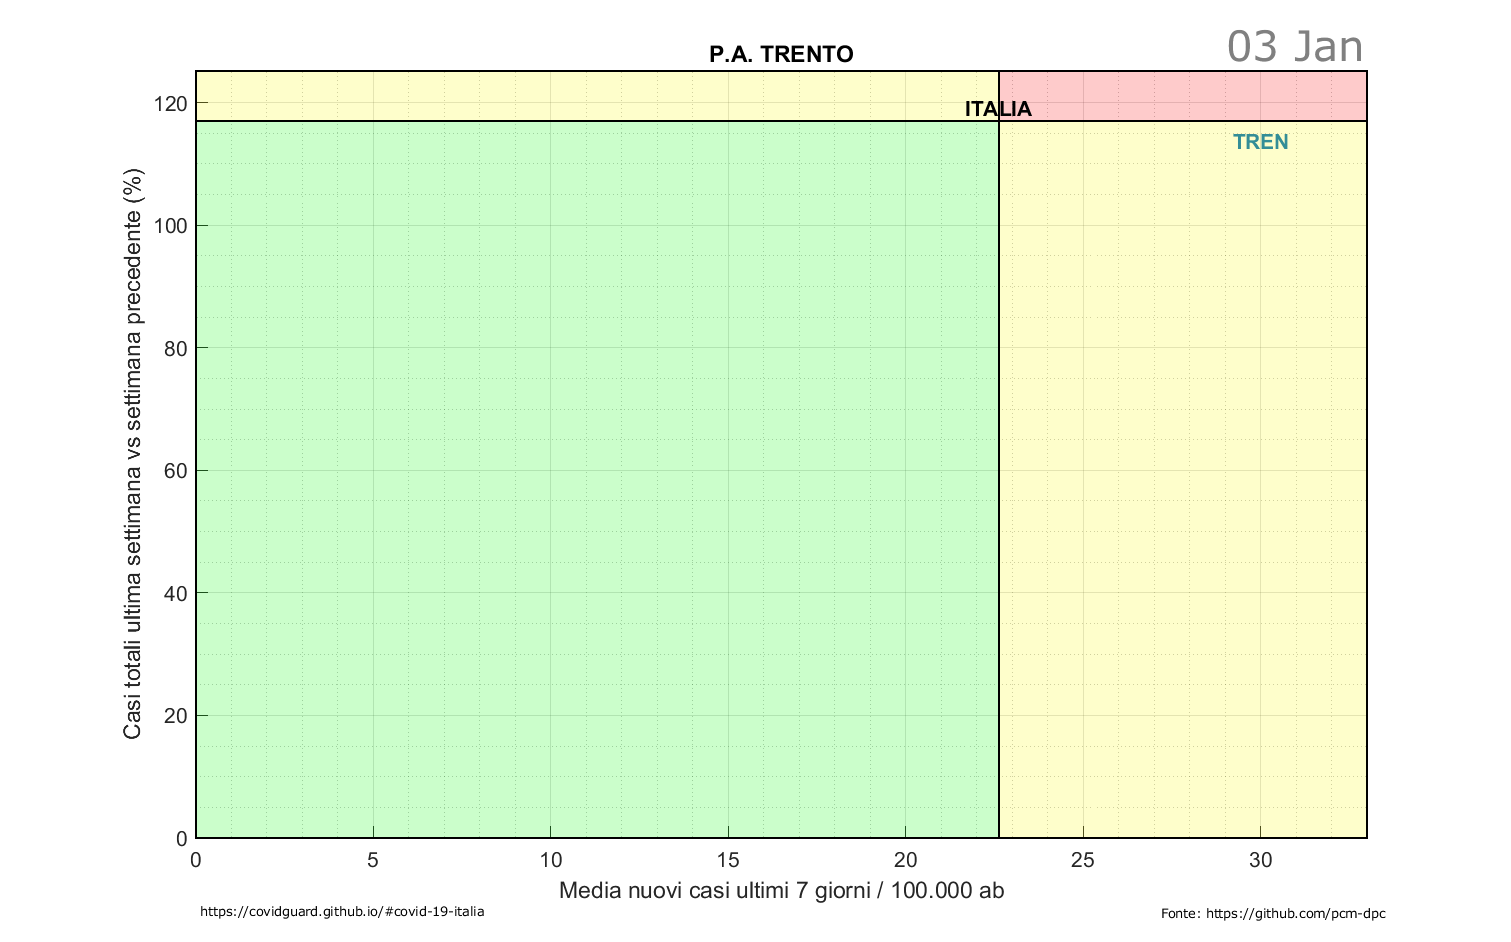 03 Jan
P.A. TRENTO
120
ITALIA
TREN
100
80
60
40
20
0
Casi totali ultima settimana vs settimana precedente (%)
0 5 10 15 20 25 30
Media nuovi casi ultimi 7 giorni / 100.000 ab
https://covidguard.github.io/#covid-19-italia
Fonte: https://github.com/pcm-dpc